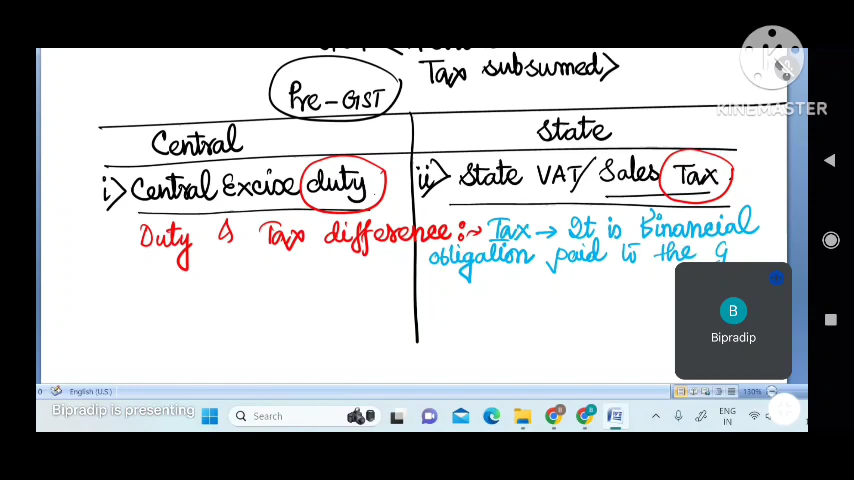 Tax subsumed>
Pre-GST
KINEMASTER
Central
State
i> Central Excise duty
ii> State VAT/ Sales Tax
Duty & Tax difference:~ Tax → It is Financial
obligation paid to the G
B
Bipradip
English (U.S.)
130%
Bipradip is presenting
Search
ENG
IN